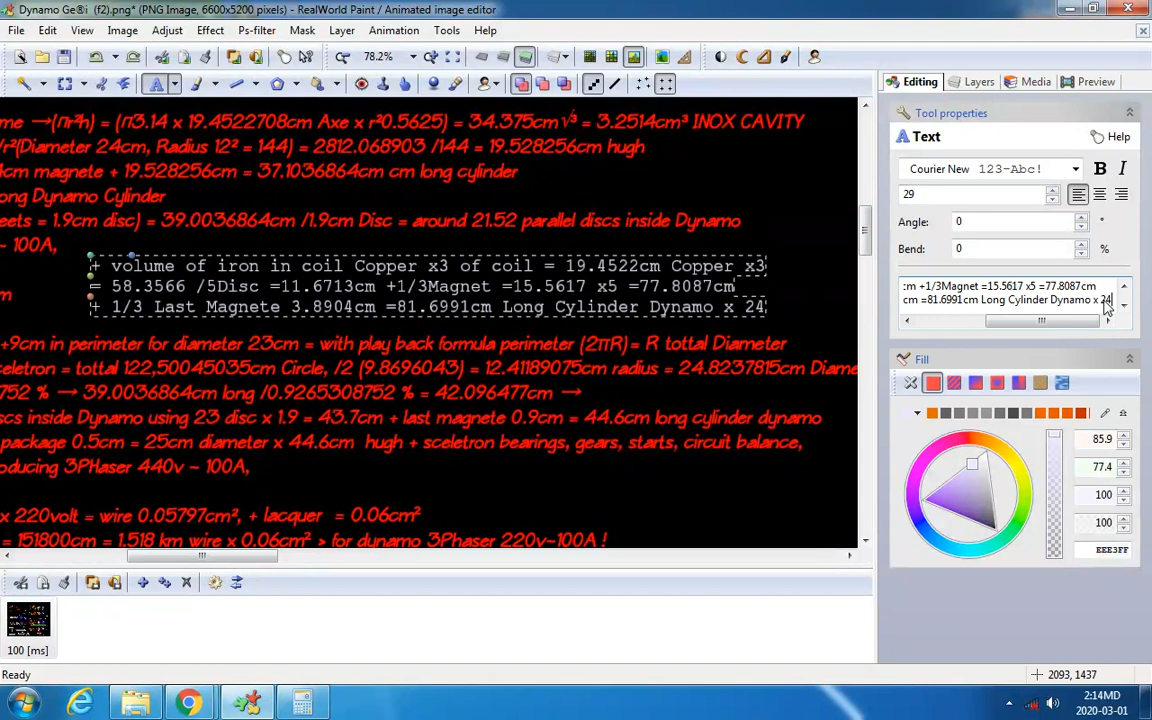 Dynamo Ge®i (f2).png* (PNG Image, 6600x5200 pixels) - RealWorld Paint / Animated image editor
File Edit View Image Adjust Effect Ps-filter Mask Layer Animation Tools Help
78.2%
Editing Layers Media Preview
Tool properties
Text
Help
Courier New 123-Abc!
B I
29
Angle: 0 °
Bend: 0 %
:m +1/3Magnet =15.5617 x5 =77.8087cm
cm =81.6991cm Long Cylinder Dynamo x 24
Fill
85.9
77.4
100
100
EEE3FF
me →(πr²h) = (π3.14 x 19.4522708cm Axe x r²0.5625) = 34.375cm√³ = 3.2514cm³ INOX CAVITY
/r²(Diameter 24cm, Radius 12² = 144) = 2812.068903 /144 = 19.528256cm hugh
4cm magnete + 19.528256cm = 37.1036864cm cm long cylinder
ong Dynamo Cylinder
eets = 1.9cm disc) = 39.0036864cm /1.9cm Disc = around 21.52 parallel discs inside Dynamo
~ 100A,
+ volume of iron in coil Copper x3 of coil = 19.4522cm Copper x3
= 58.3566 /5Disc =11.6713cm +1/3Magnet =15.5617 x5 =77.8087cm
+ 1/3 Last Magnete 3.8904cm =81.6991cm Long Cylinder Dynamo x 24
m
+9cm in perimeter for diameter 23cm = with play back formula perimeter (2πR)= R tottal Diameter
celetron = tottal 122,50045035cm Circle, /2 (9.8696043) = 12.41189075cm radius = 24.8237815cm Diame
752 % → 39.0036864cm long /0.9265308752 % = 42.096477cm →
scs inside Dynamo using 23 disc x 1.9 = 43.7cm + last magnete 0.9cm = 44.6cm long cylinder dynamo
package 0.5cm = 25cm diameter x 44.6cm hugh + sceletron bearings, gears, starts, circuit balance,
oducing 3PHaser 440v ~ 100A,
x 220volt = wire 0.05797cm², + lacquer = 0.06cm²
= 151800cm = 1.518 km wire x 0.06cm² > for dynamo 3Phaser 220v~100A !
100 [ms]
Ready
2093, 1437
2:14MD
2020-03-01